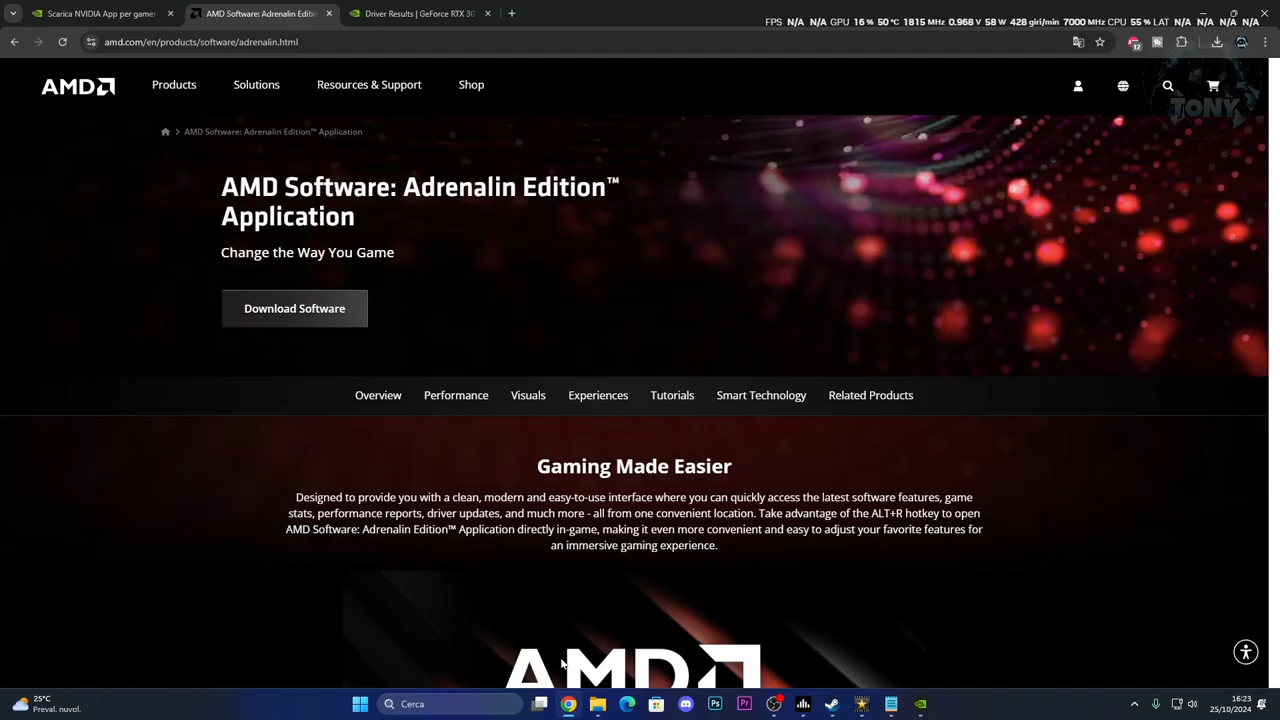 Scarica NVIDIA App per gamer
AMD Software: Adrenalin Edition
Driver Results | GeForce RTX 30
FPS N/A N/A GPU 16 % 50 °C 1815 MHz 0.968 V 58 W 428 giri/min 7000 MHz CPU 55 % LAT N/A N/A N/A N/A
amd.com/en/products/software/adrenalin.html
12
AMD
Products
Solutions
Resources & Support
Shop
TONY
AMD Software: Adrenalin Edition™ Application
AMD Software: Adrenalin Edition™
Application
Change the Way You Game
Download Software
Overview
Performance
Visuals
Experiences
Tutorials
Smart Technology
Related Products
Gaming Made Easier
Designed to provide you with a clean, modern and easy-to-use interface where you can quickly access the latest software features, game
stats, performance reports, driver updates, and much more - all from one convenient location. Take advantage of the ALT+R hotkey to open
AMD Software: Adrenalin Edition™ Application directly in-game, making it even more convenient and easy to adjust your favorite features for
an immersive gaming experience.
AMD
25°C
Preval. nuvol.
Cerca
Ps
Pr
16:23
25/10/2024